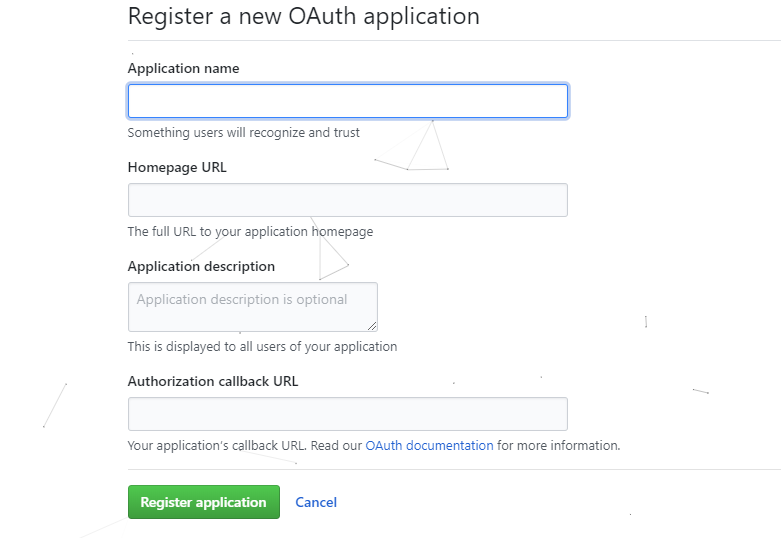 Register a new OAuth application
Application name
Something users will recognize and trust
Homepage URL
The full URL to your application homepage
Application description
Application description is optional
This is displayed to all users of your application
Authorization callback URL
Your application's callback URL. Read our OAuth documentation for more information.
Register application Cancel